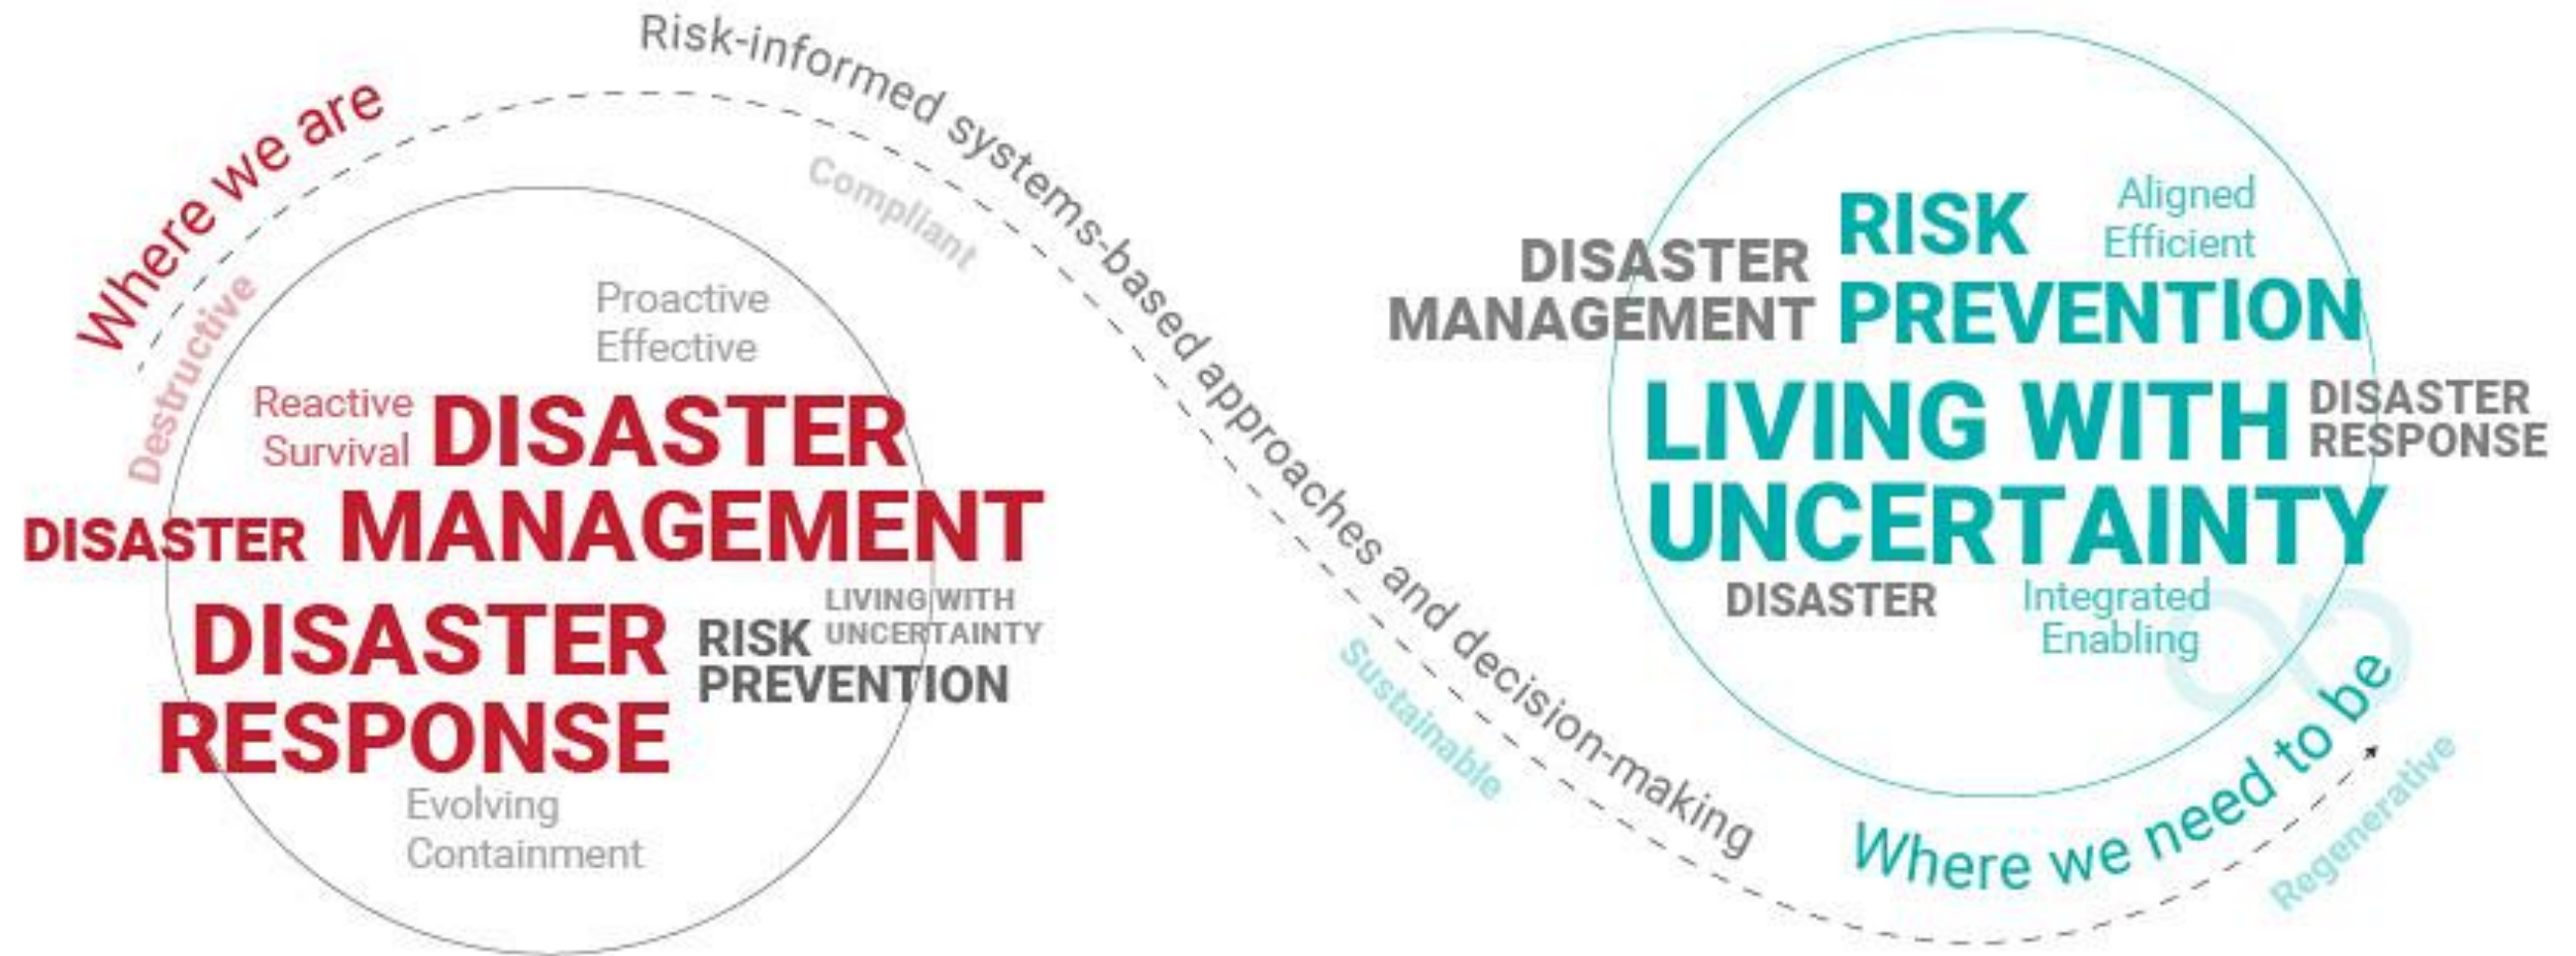 Where we are
Destructive
Proactive
Effective
Reactive
Survival
DISASTER
MANAGEMENT
DISASTER
DISASTER
RESPONSE
RISK
PREVENTION
LIVING WITH
UNCERTAINTY
Evolving
Containment
Risk-informed systems-based approaches and decision-making
Compliant
Sustainable
DISASTER
MANAGEMENT
RISK
PREVENTION
Aligned
Efficient
LIVING WITH
UNCERTAINTY
DISASTER
RESPONSE
DISASTER
Integrated
Enabling
Where we need to be
Regenerative